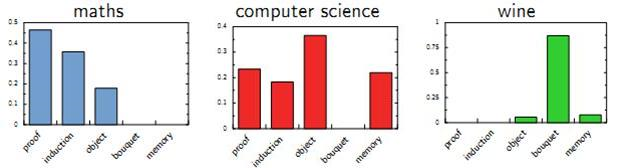 maths
0.5
0.4
0.3
0.2
0.1
0
proof
induction
object
bouquet
memory
computer science
0.4
0.3
0.2
0.1
0
proof
induction
object
bouquet
memory
wine
1
0.75
0.5
0.25
0
proof
induction
object
bouquet
memory